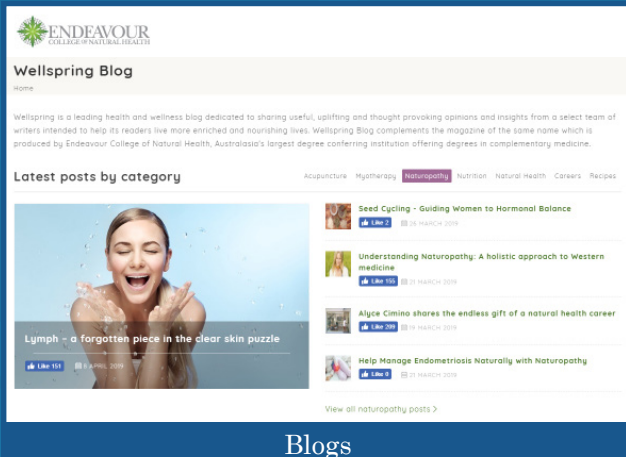 ENDEAVOUR
COLLEGE OF NATURAL HEALTH
Wellspring Blog
Home
Wellspring is a leading health and wellness blog dedicated to sharing useful, uplifting and thought provoking opinions and insights from a select team of
writers intended to help its readers live more enriched and nourishing lives. Wellspring Blog complements the magazine of the same name which is
produced by Endeavour College of Natural Health, Australasia's largest degree conferring institution offering degrees in complementary medicine.
Latest posts by category
Acupuncture Myotherapy Naturopathy Nutrition Natural Health Careers Recipes
Lymph - a forgotten piece in the clear skin puzzle
Like 151 8 APRIL 2019
Seed Cycling - Guiding Women to Hormonal Balance
Like 2 26 MARCH 2019
Understanding Naturopathy: A holistic approach to Western
medicine
Like 155 21 MARCH 2019
Alyce Cimino shares the endless gift of a natural health career
Like 209 19 MARCH 2019
Help Manage Endometriosis Naturally with Naturopathy
Like 0 21 MARCH 2019
View all naturopathy posts >
Blogs